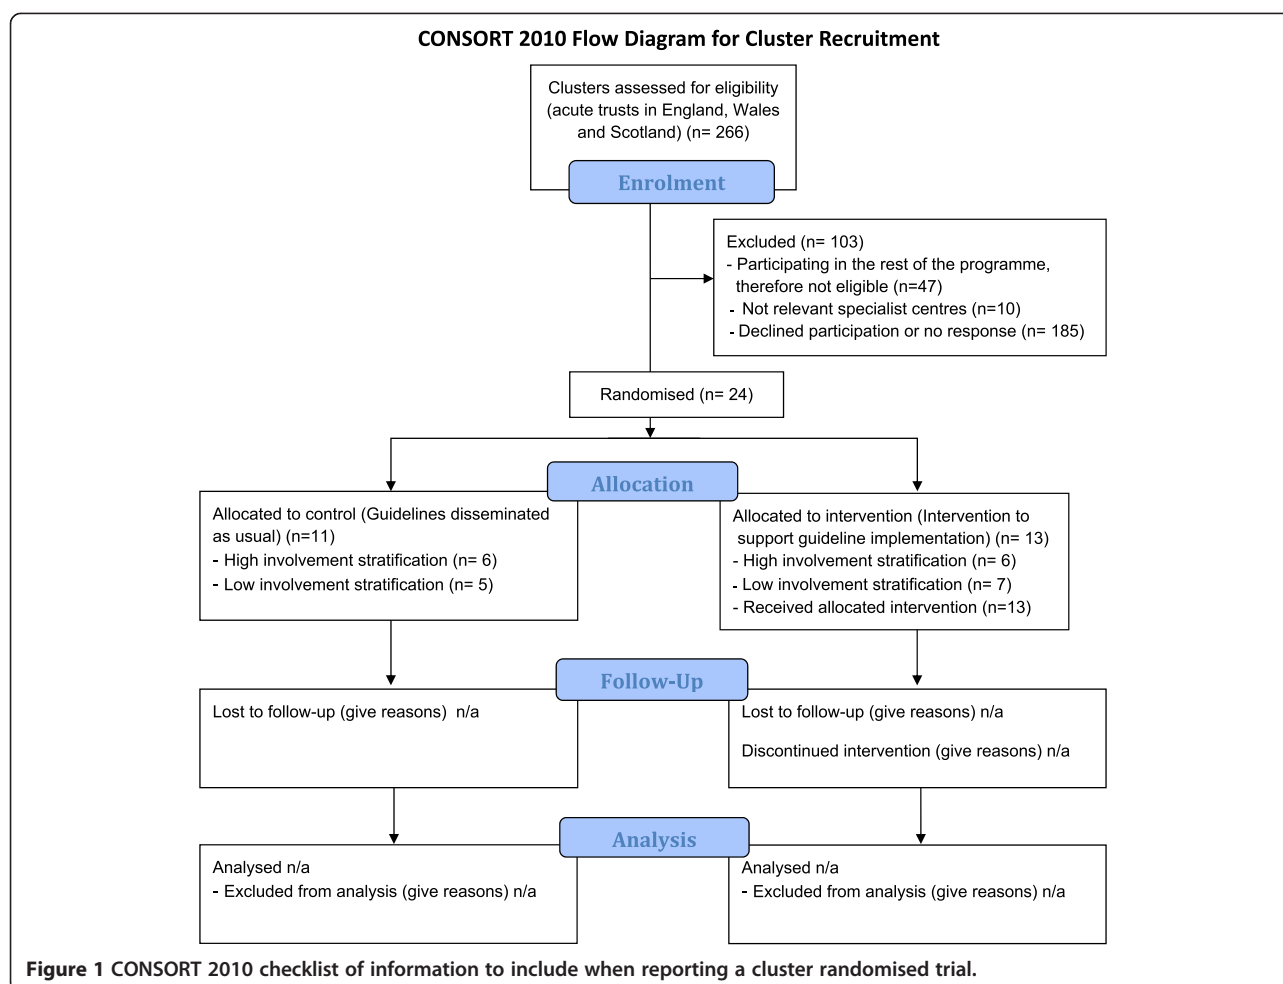 CONSORT 2010 Flow Diagram for Cluster Recruitment
Clusters assessed for eligibility
(acute trusts in England, Wales
and Scotland) (n= 266)
Enrolment
Excluded (n= 103)
- Participating in the rest of the programme,
therefore not eligible (n=47)
- Not relevant specialist centres (n=10)
- Declined participation or no response (n= 185)
Randomised (n= 24)
Allocation
Allocated to control (Guidelines disseminated
as usual) (n=11)
- High involvement stratification (n= 6)
- Low involvement stratification (n= 5)
Allocated to intervention (Intervention to
support guideline implementation) (n= 13)
- High involvement stratification (n= 6)
- Low involvement stratification (n= 7)
- Received allocated intervention (n=13)
Follow-Up
Lost to follow-up (give reasons) n/a
Lost to follow-up (give reasons) n/a
Discontinued intervention (give reasons) n/a
Analysis
Analysed n/a
- Excluded from analysis (give reasons) n/a
Analysed n/a
- Excluded from analysis (give reasons) n/a
Figure 1 CONSORT 2010 checklist of information to include when reporting a cluster randomised trial.